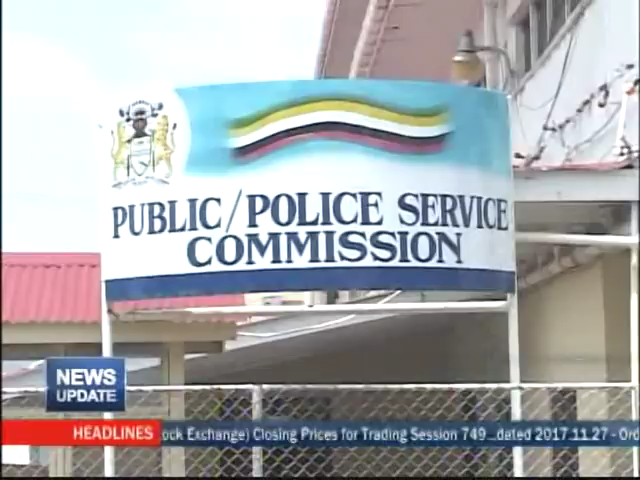 PUBLIC/POLICE SERVICE
COMMISSION
NEWS
UPDATE
HEADLINES
ock Exchange) Closing Prices for Trading Session 749...dated 2017.11.27 - Ord